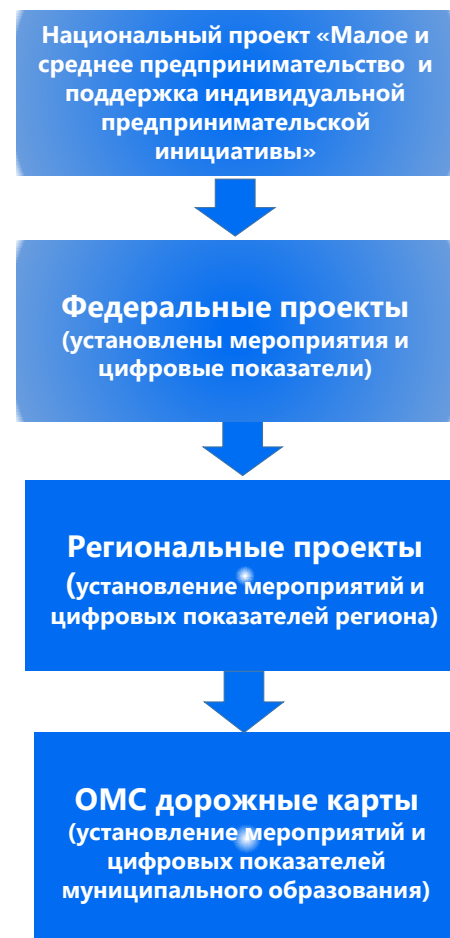 Национальный проект «Малое и
среднее предпринимательство и
поддержка индивидуальной
предпринимательской
инициативы»
Федеральные проекты
(установлены мероприятия и
цифровые показатели)
Региональные проекты
(установление мероприятий и
цифровых показателей региона)
ОМС дорожные карты
(установление мероприятий и
цифровых показателей
муниципального образования)